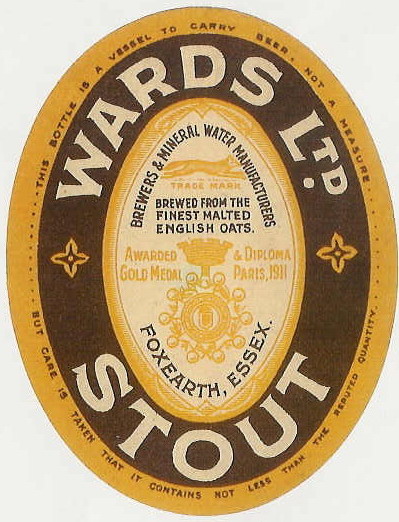 THIS BOTTLE IS A VESSEL TO CARRY BEER, NOT A MEASURE
WARDS LTD.
BREWERS & MINERAL WATER MANUFACTURERS
TRADE MARK
BREWED FROM THE
FINEST MALTED
ENGLISH OATS.
AWARDED & DIPLOMA
GOLD MEDAL PARIS, 1911
FOXEARTH, ESSEX.
STOUT
BUT CARE IS TAKEN THAT IT CONTAINS NOT LESS THAN THE REPUTED QUANTITY